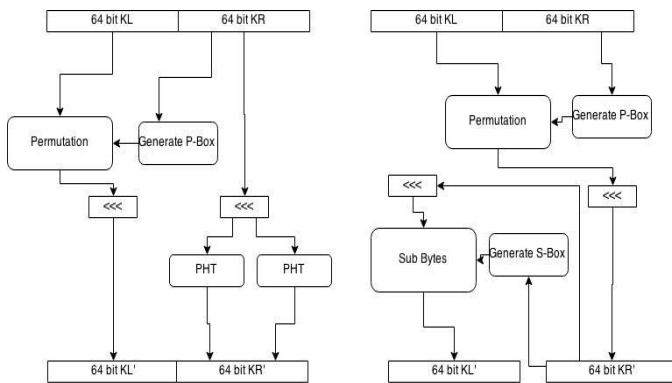 64 bit KL
64 bit KR
Permutation
Generate P-Box
<<<
<<<
PHT
PHT
64 bit KL'
64 bit KR'
64 bit KL
64 bit KR
Permutation
Generate P-Box
<<<
<<<
Sub Bytes
Generate S-Box
64 bit KL'
64 bit KR'